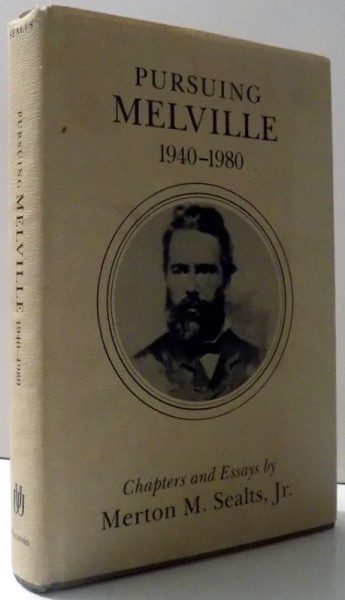 PURSUING
MELVILLE
1940–1980
Chapters and Essays by
Merton M. Sealts, Jr.
SEALTS
PURSUING MELVILLE 1940–1980